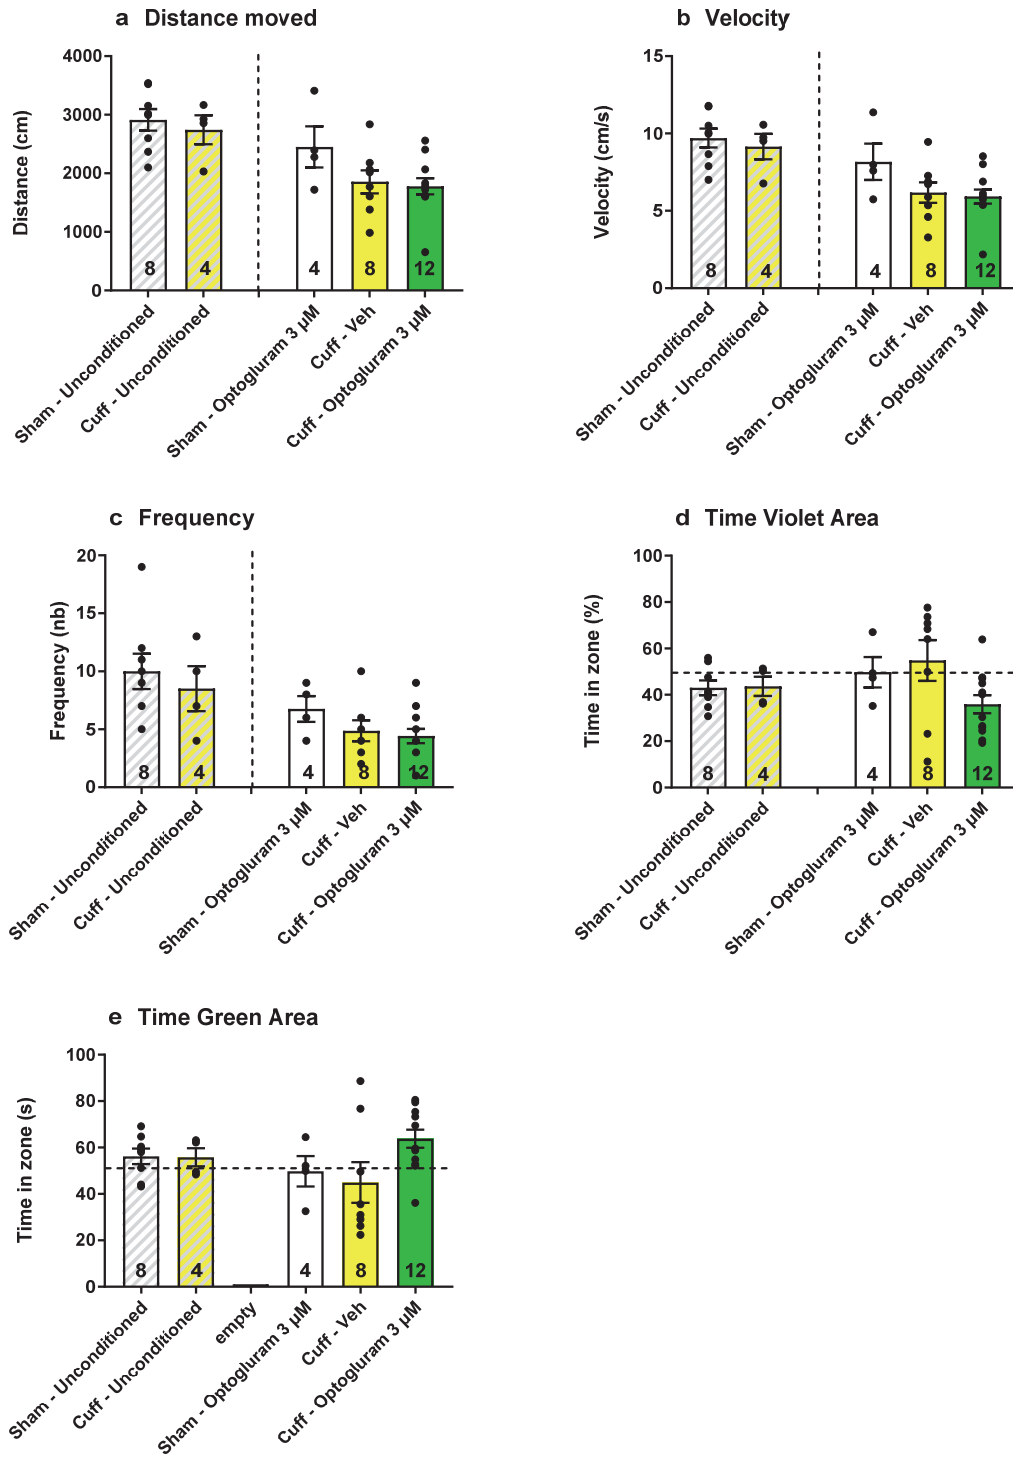 a Distance moved
Distance (cm)
4000
3000
2000
1000
0
8
4
4
8
12
Sham - Unconditioned
Cuff - Unconditioned
Sham - Optogluram 3 µM
Cuff - Veh
Cuff - Optogluram 3 µM
b Velocity
Velocity (cm/s)
15
10
5
0
8
4
4
8
12
Sham - Unconditioned
Cuff - Unconditioned
Sham - Optogluram 3 µM
Cuff - Veh
Cuff - Optogluram 3 µM
c Frequency
Frequency (nb)
20
15
10
5
0
8
4
4
8
12
Sham - Unconditioned
Cuff - Unconditioned
Sham - Optogluram 3 µM
Cuff - Veh
Cuff - Optogluram 3 µM
d Time Violet Area
Time in zone (%)
100
80
60
40
20
0
8
4
4
8
12
Sham - Unconditioned
Cuff - Unconditioned
Sham - Optogluram 3 µM
Cuff - Veh
Cuff - Optogluram 3 µM
e Time Green Area
Time in zone (s)
100
80
60
40
20
0
8
4
4
8
12
Sham - Unconditioned
Cuff - Unconditioned
empty
Sham - Optogluram 3 µM
Cuff - Veh
Cuff - Optogluram 3 µM